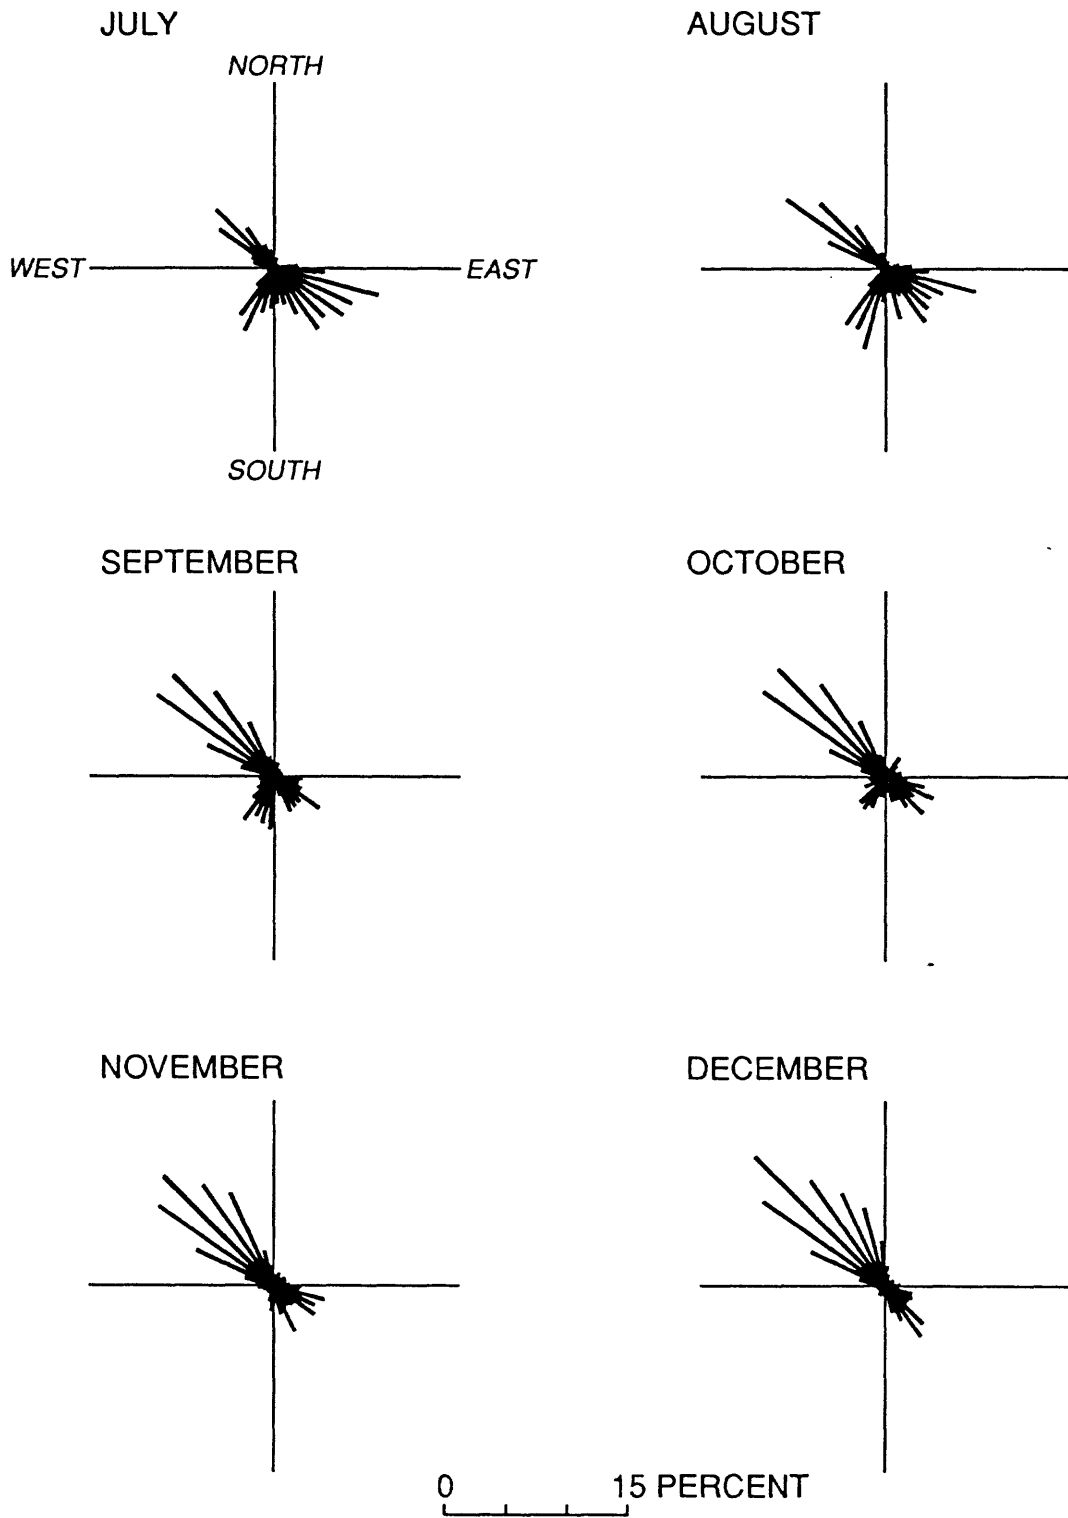 JULY
AUGUST
NORTH
WEST
EAST
SOUTH
SEPTEMBER
OCTOBER
NOVEMBER
DECEMBER
0 15 PERCENT